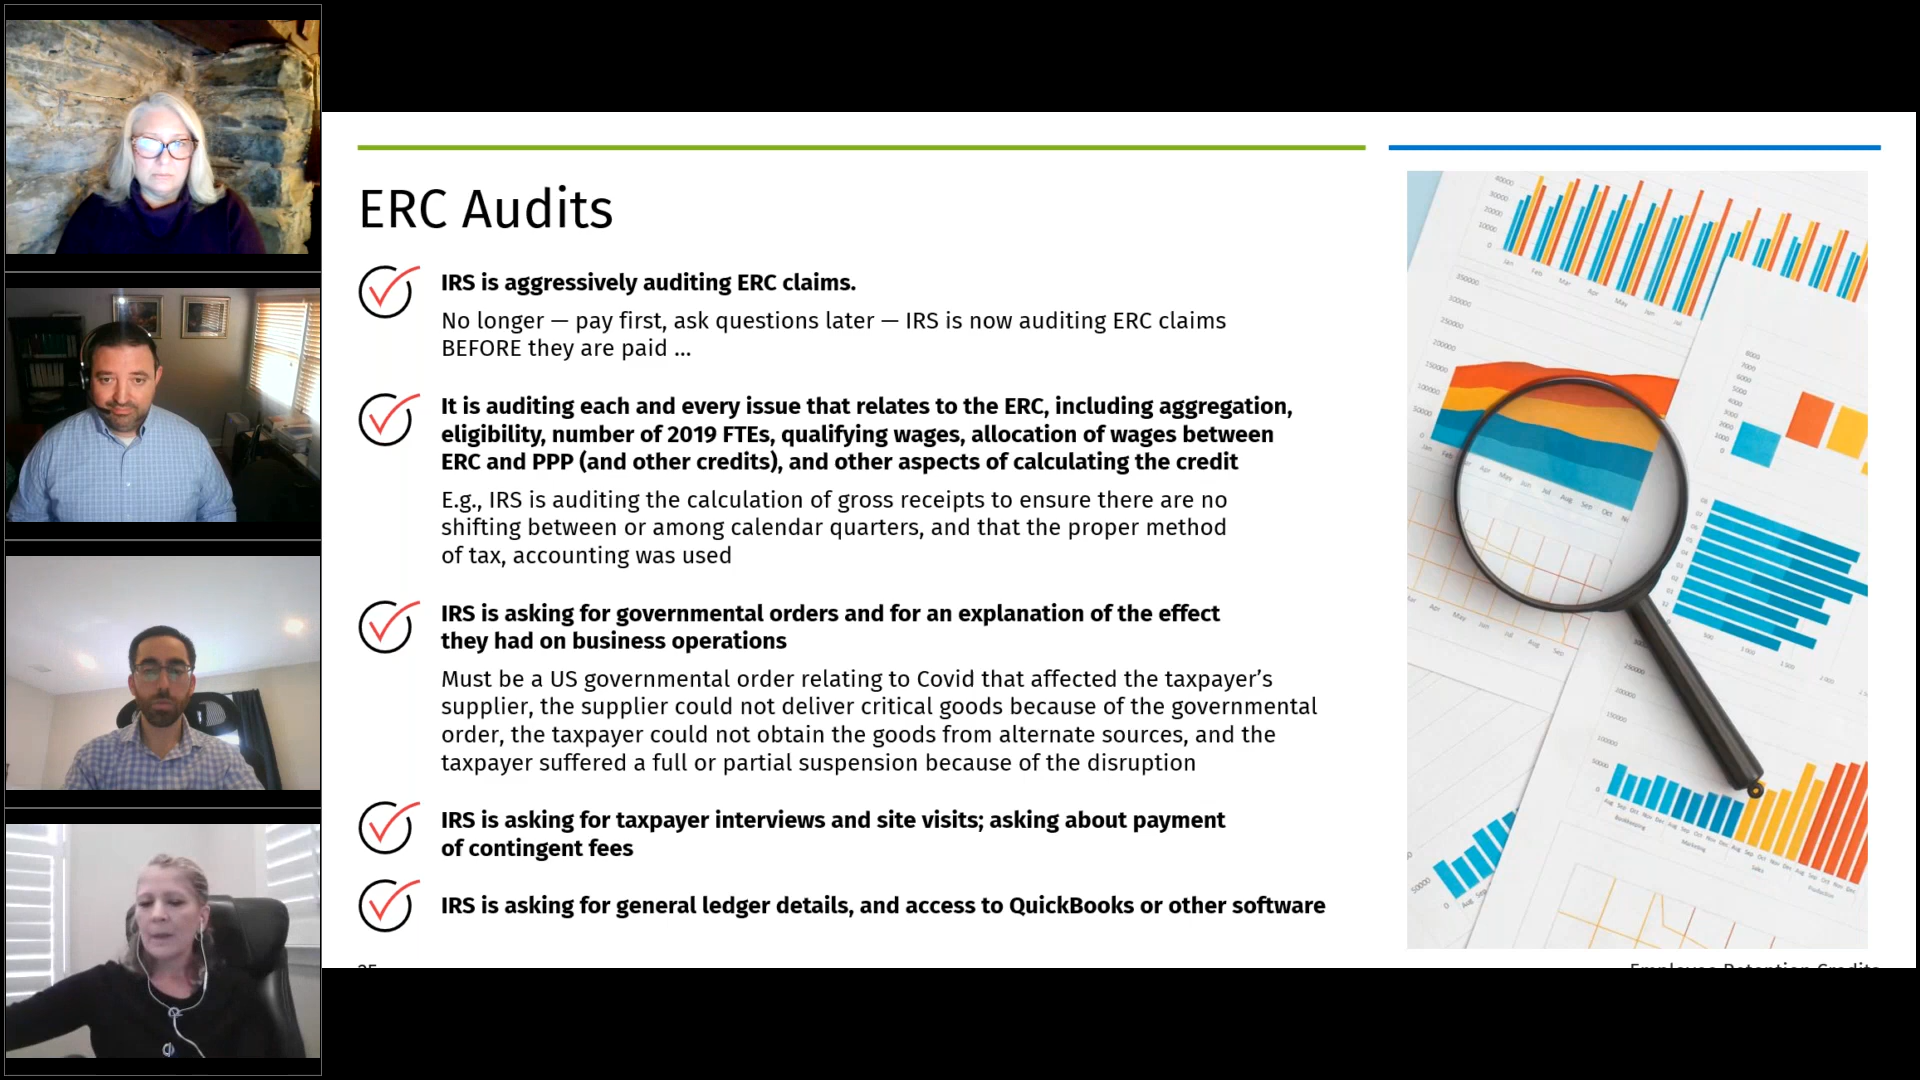 ERC Audits
IRS is aggressively auditing ERC claims.
No longer — pay first, ask questions later — IRS is now auditing ERC claims
BEFORE they are paid ...
It is auditing each and every issue that relates to the ERC, including aggregation,
eligibility, number of 2019 FTEs, qualifying wages, allocation of wages between
ERC and PPP (and other credits), and other aspects of calculating the credit
E.g., IRS is auditing the calculation of gross receipts to ensure there are no
shifting between or among calendar quarters, and that the proper method
of tax, accounting was used
IRS is asking for governmental orders and for an explanation of the effect
they had on business operations
Must be a US governmental order relating to Covid that affected the taxpayer’s
supplier, the supplier could not deliver critical goods because of the governmental
order, the taxpayer could not obtain the goods from alternate sources, and the
taxpayer suffered a full or partial suspension because of the disruption
IRS is asking for taxpayer interviews and site visits; asking about payment
of contingent fees
IRS is asking for general ledger details, and access to QuickBooks or other software
Employee Retention Credits